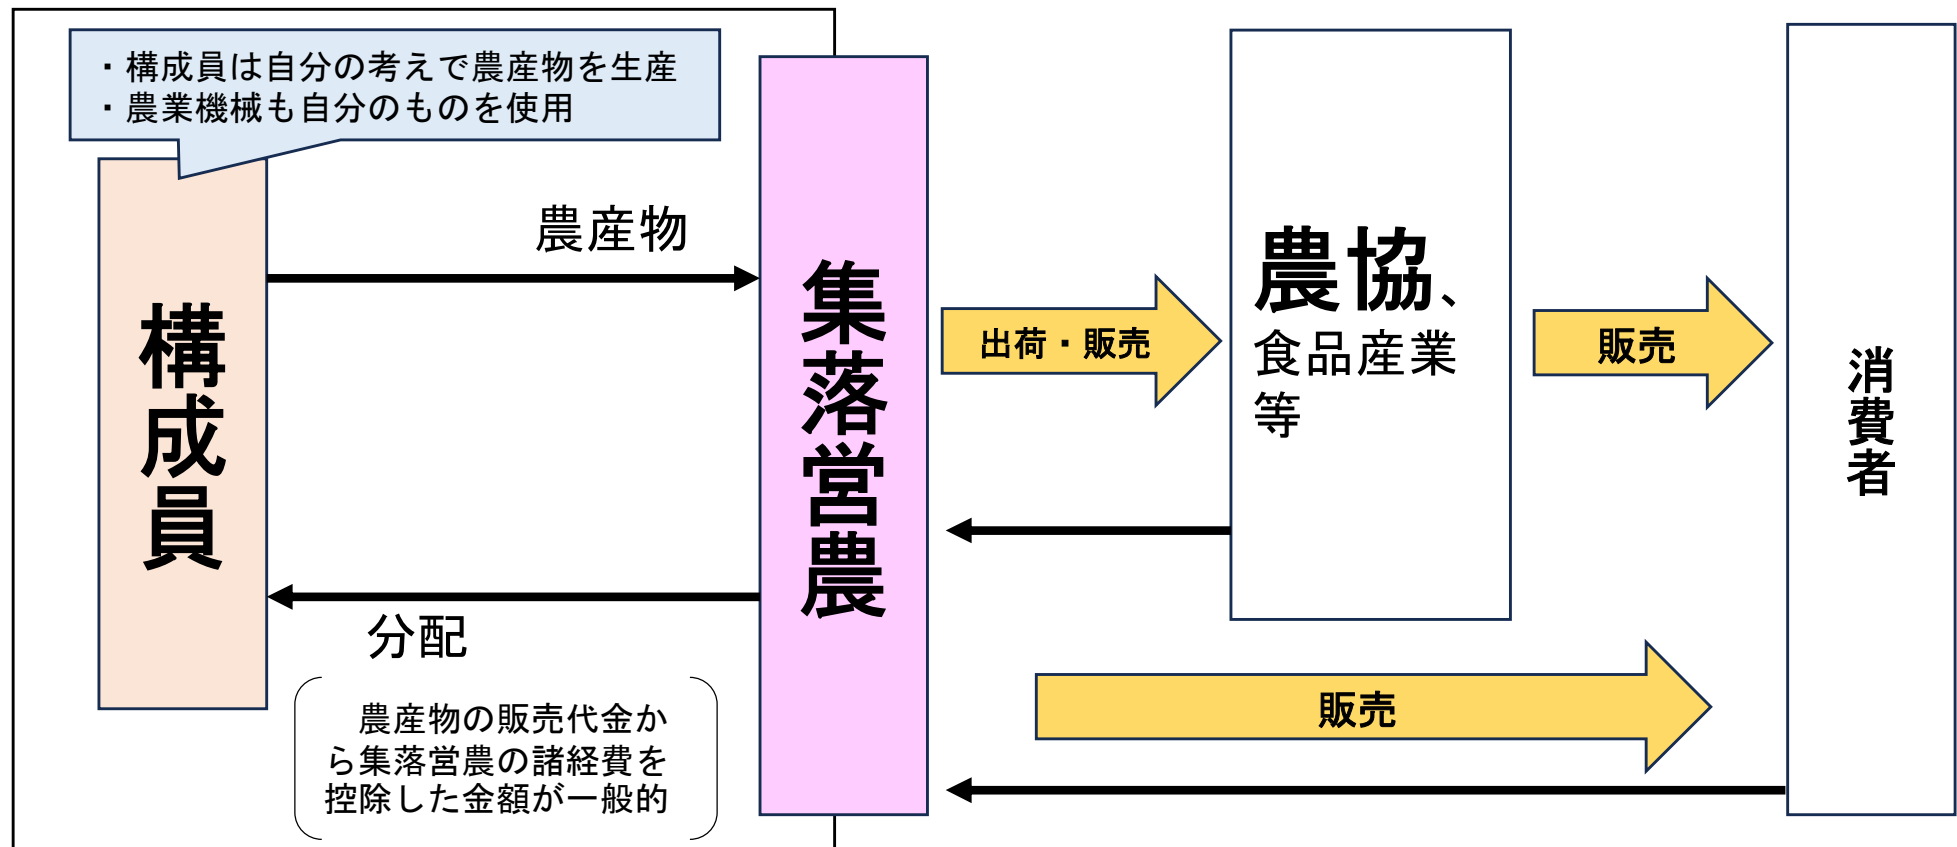 ・構成員は自分の考えで農産物を生産
・農業機械も自分のものを使用
構成員
農産物
分配
農産物の販売代金か
ら集落営農の諸経費を
控除した金額が一般的
集落営農
出荷・販売
農協、
食品産業
等
販売
販売
消費者